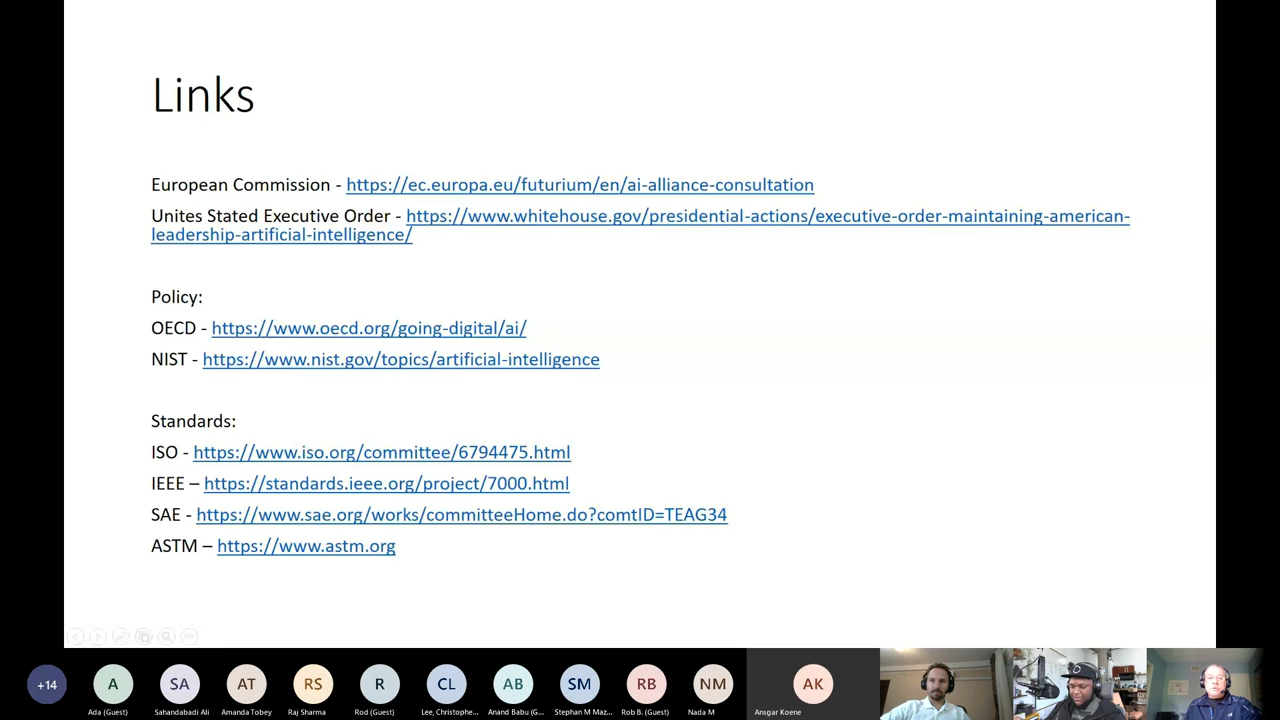 Links
European Commission - https://ec.europa.eu/futurium/en/ai-alliance-consultation
Unites Stated Executive Order - https://www.whitehouse.gov/presidential-actions/executive-order-maintaining-american-
leadership-artificial-intelligence/
Policy:
OECD - https://www.oecd.org/going-digital/ai/
NIST - https://www.nist.gov/topics/artificial-intelligence
Standards:
ISO - https://www.iso.org/committee/6794475.html
IEEE – https://standards.ieee.org/project/7000.html
SAE - https://www.sae.org/works/committeeHome.do?comtID=TEAG34
ASTM – https://www.astm.org
+14 A SA AT RS R CL AB SM RB NM AK
Ada (Guest) Sahandabadi Ali Amanda Tobey Raj Sharma Rod (Guest) Lee, Christophe... Anand Babu (G... Stephan M Maz... Rob B. (Guest) Nada M Ansgar Koene